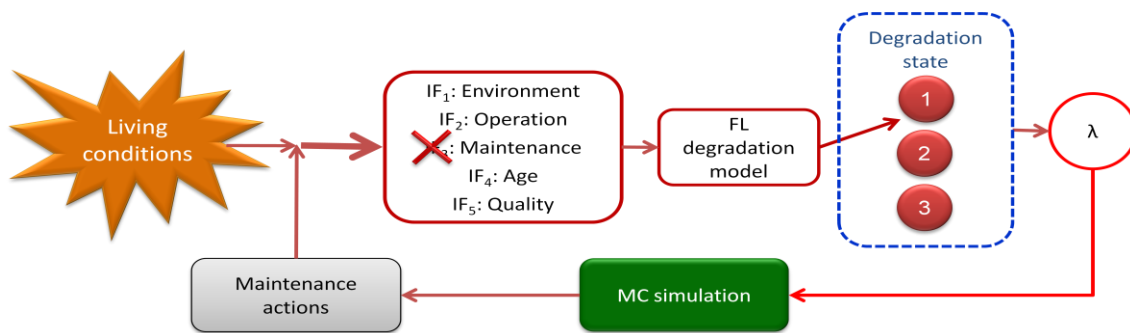 Living
conditions
IF₁: Environment
IF₂: Operation
: Maintenance
IF₄: Age
IF₅: Quality
FL
degradation
model
Degradation
state
1
2
3
λ
MC simulation
Maintenance
actions